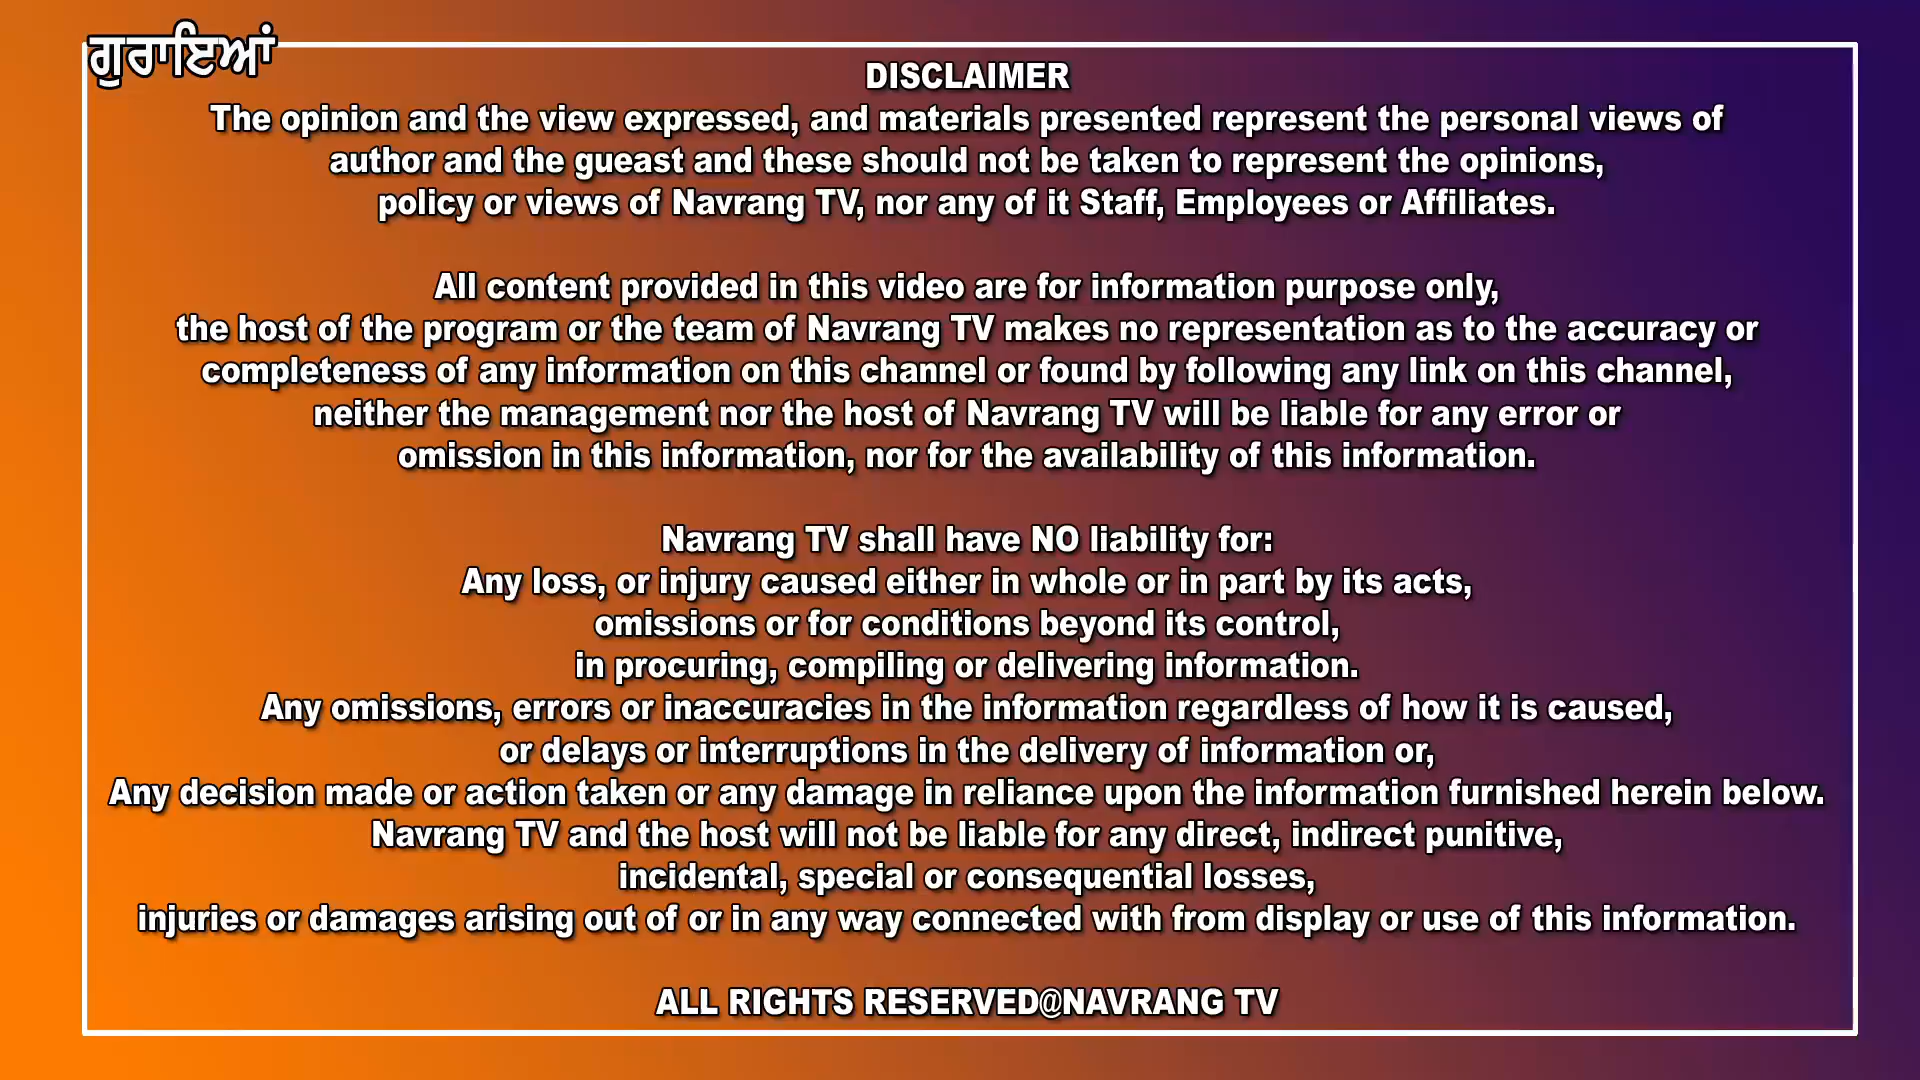 ਗੁਰਾਇਆਂ
DISCLAIMER
The opinion and the view expressed, and materials presented represent the personal views of
author and the gueast and these should not be taken to represent the opinions,
policy or views of Navrang TV, nor any of it Staff, Employees or Affiliates.
All content provided in this video are for information purpose only,
the host of the program or the team of Navrang TV makes no representation as to the accuracy or
completeness of any information on this channel or found by following any link on this channel,
neither the management nor the host of Navrang TV will be liable for any error or
omission in this information, nor for the availability of this information.
Navrang TV shall have NO liability for:
Any loss, or injury caused either in whole or in part by its acts,
omissions or for conditions beyond its control,
in procuring, compiling or delivering information.
Any omissions, errors or inaccuracies in the information regardless of how it is caused,
or delays or interruptions in the delivery of information or,
Any decision made or action taken or any damage in reliance upon the information furnished herein below.
Navrang TV and the host will not be liable for any direct, indirect punitive,
incidental, special or consequential losses,
injuries or damages arising out of or in any way connected with from display or use of this information.
ALL RIGHTS RESERVED@NAVRANG TV